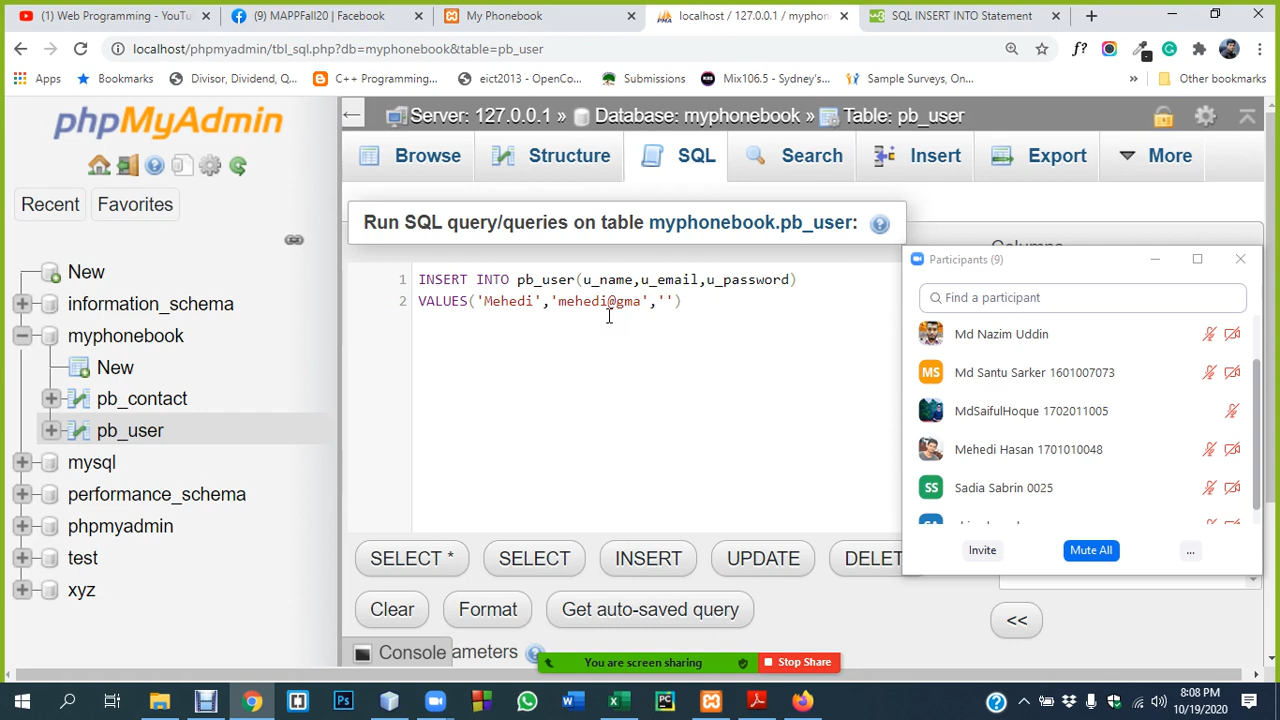 (1) Web Programming - YouTu
(9) MAPPFall20 | Facebook
My Phonebook
localhost / 127.0.0.1 / myphon
SQL INSERT INTO Statement
localhost/phpmyadmin/tbl_sql.php?db=myphonebook&table=pb_user
Apps
Bookmarks
Divisor, Dividend, Q...
C++ Programming...
eict2013 - OpenCo...
Submissions
Mix106.5 - Sydney's...
Sample Surveys, On...
»
Other bookmarks
phpMyAdmin
Server: 127.0.0.1 » Database: myphonebook » Table: pb_user
Browse
Structure
SQL
Search
Insert
Export
More
Recent
Favorites
Run SQL query/queries on table myphonebook.pb_user:
New
information_schema
myphonebook
New
pb_contact
pb_user
mysql
performance_schema
phpmyadmin
test
xyz
1 INSERT INTO pb_user(u_name,u_email,u_password)
2 VALUES('Mehedi','mehedi@gma','')
Participants (9)
Find a participant
Md Nazim Uddin
MS Md Santu Sarker 1601007073
MdSaifulHoque 1702011005
Mehedi Hasan 1701010048
SS Sadia Sabrin 0025
Invite
Mute All
...
SELECT *
SELECT
INSERT
UPDATE
DELET
Clear
Format
Get auto-saved query
<<
Console
ameters
You are screen sharing
Stop Share
8:08 PM
10/19/2020